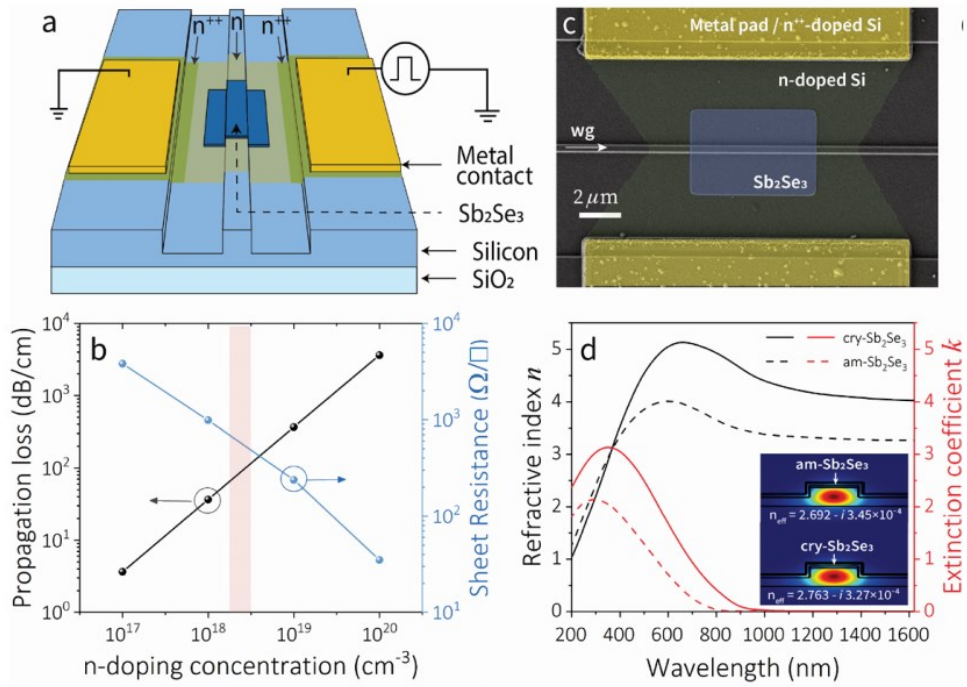 a
n⁺⁺
n
n⁺⁺
Metal
contact
Sb₂Se₃
Silicon
SiO₂
c
Metal pad / n⁺⁺-doped Si
n-doped Si
wg
Sb₂Se₃
2 μm
b
Propagation loss (dB/cm)
10⁴
10³
10²
10¹
10⁰
Sheet Resistance (Ω/□)
10⁴
10³
10²
10¹
10¹⁷
10¹⁸
10¹⁹
10²⁰
n-doping concentration (cm⁻³)
d
Refractive index n
5
4
3
2
1
0
cry-Sb₂Se₃
am-Sb₂Se₃
Extinction coefficient k
5
4
3
2
1
0
am-Sb₂Se₃
nₑff = 2.692 - i 3.45×10⁻⁴
cry-Sb₂Se₃
nₑff = 2.763 - i 3.27×10⁻⁴
200 400 600 800 1000 1200 1400 1600
Wavelength (nm)